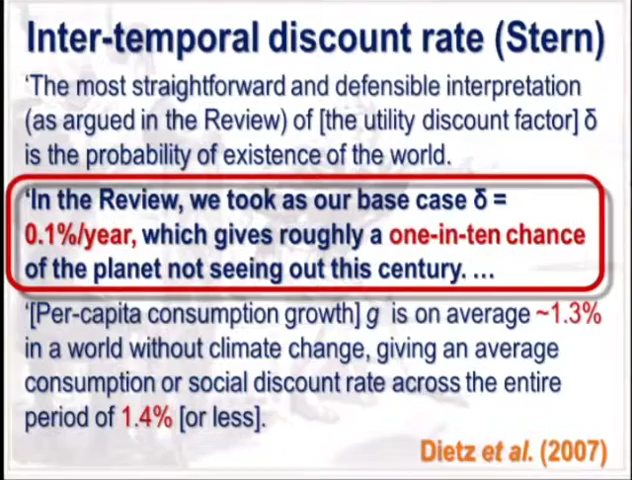 Inter-temporal discount rate (Stern)
‘The most straightforward and defensible interpretation
(as argued in the Review) of [the utility discount factor] δ
is the probability of existence of the world.
‘In the Review, we took as our base case δ =
0.1%/year, which gives roughly a one-in-ten chance
of the planet not seeing out this century. …
‘[Per-capita consumption growth] g is on average ~1.3%
in a world without climate change, giving an average
consumption or social discount rate across the entire
period of 1.4% [or less].
Dietz et al. (2007)